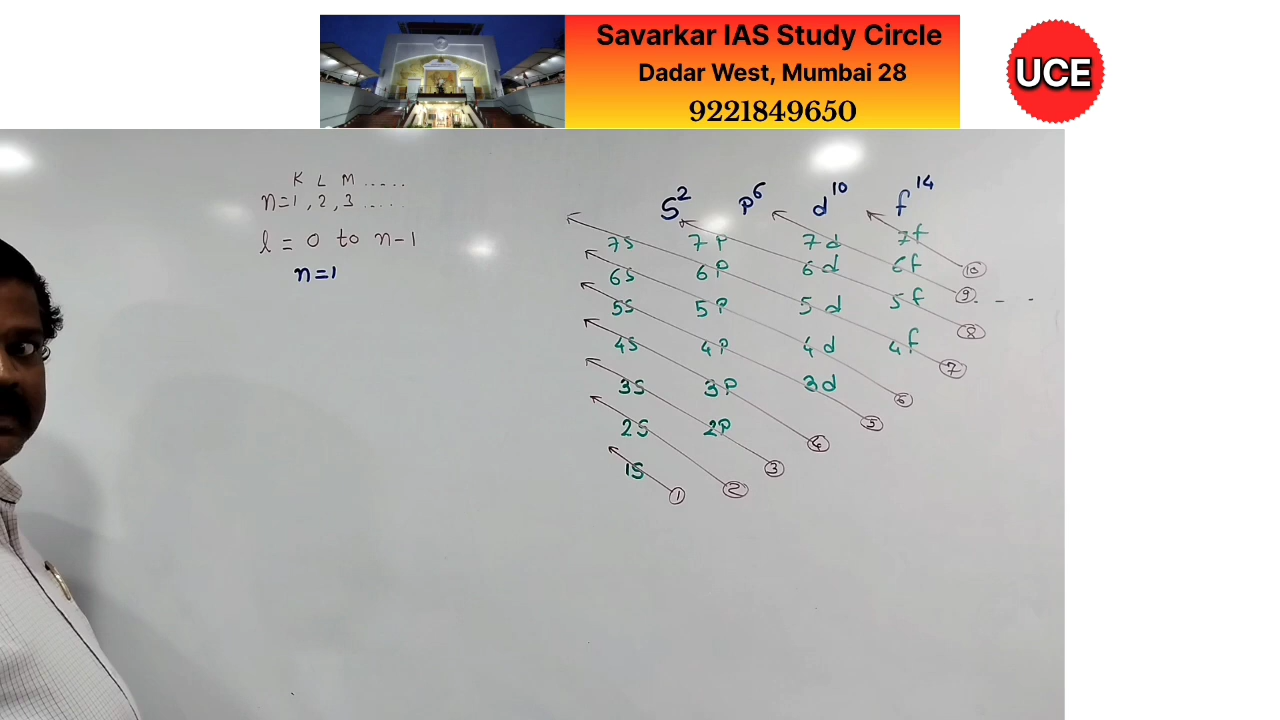 Savarkar IAS Study Circle
Dadar West, Mumbai 28
9221849650
UCE
K L M .....
n=1, 2, 3 .....
l = 0 to n-1
n=1
S² P⁶ d¹⁰ f¹⁴
7S 7P 7d 7f
6S 6P 6d 6f
5S 5P 5d 5f
4S 4P 4d 4f
3S 3P 3d
2S 2P
1S
① ② ③ ④ ⑤ ⑥ ⑦ ⑧ ⑨ ⑩